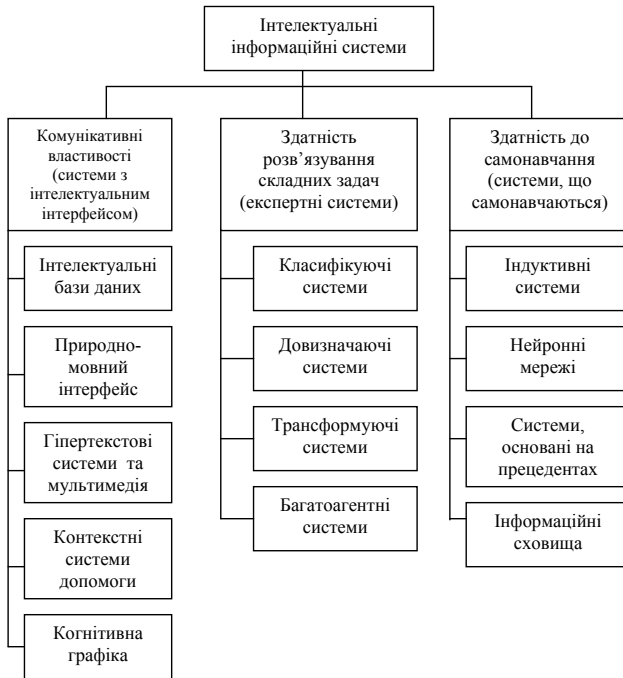 Інтелектуальні
інформаційні системи
Комунікативні
властивості
(системи з
інтелектуальним
інтерфейсом)
Інтелектуальні
бази даних
Природно-
мовний
інтерфейс
Гіпертекстові
системи та
мультимедія
Контекстні
системи
допомоги
Когнітивна
графіка
Здатність
розв’язування
складних задач
(експертні системи)
Класифікуючі
системи
Довизначаючі
системи
Трансформуючі
системи
Багатоагентні
системи
Здатність до
самонавчання
(системи, що
самонавчаються)
Індуктивні
системи
Нейронні
мережі
Системи,
основані на
прецедентах
Інформаційні
сховища